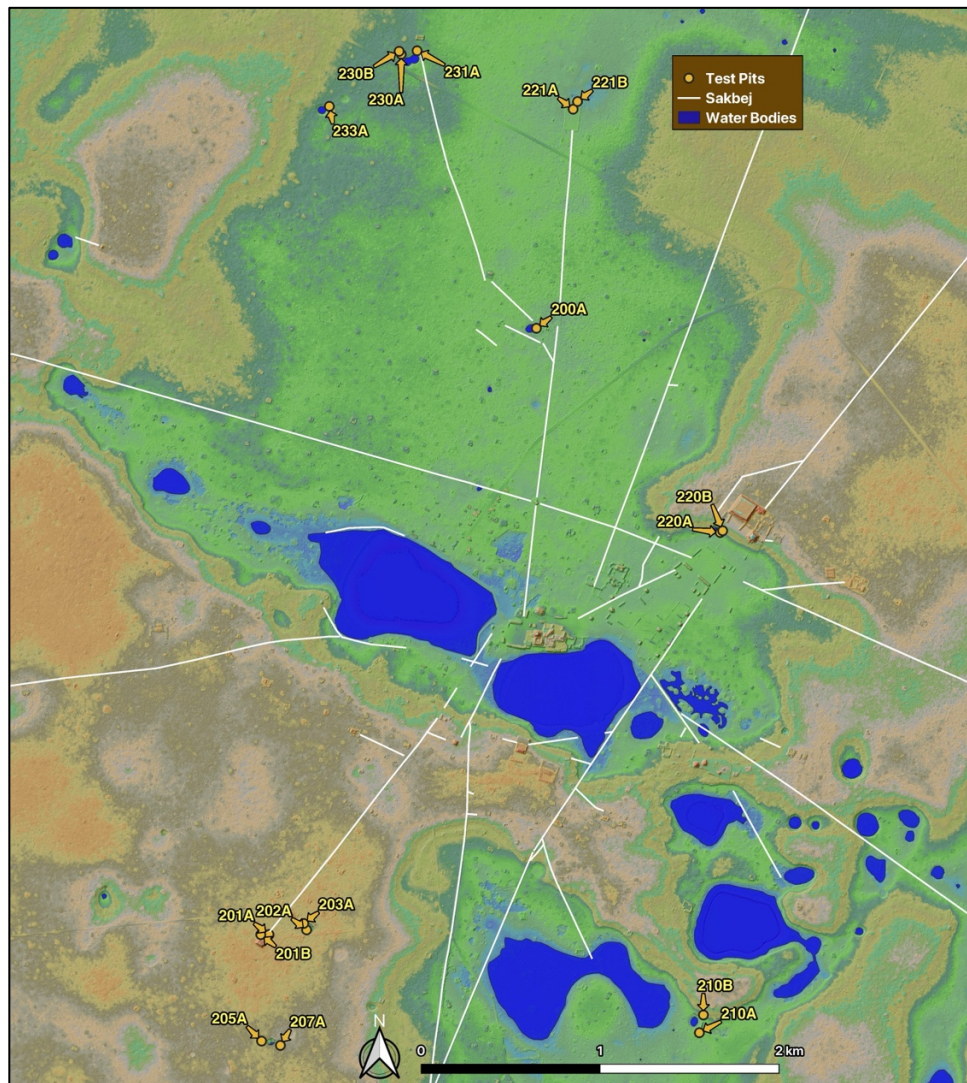 230B
231A
230A
221A
221B
233A
Test Pits
Sakbej
Water Bodies
200A
220B
220A
202A
203A
201A
201B
210B
210A
205A
207A
N
0
1
2 km